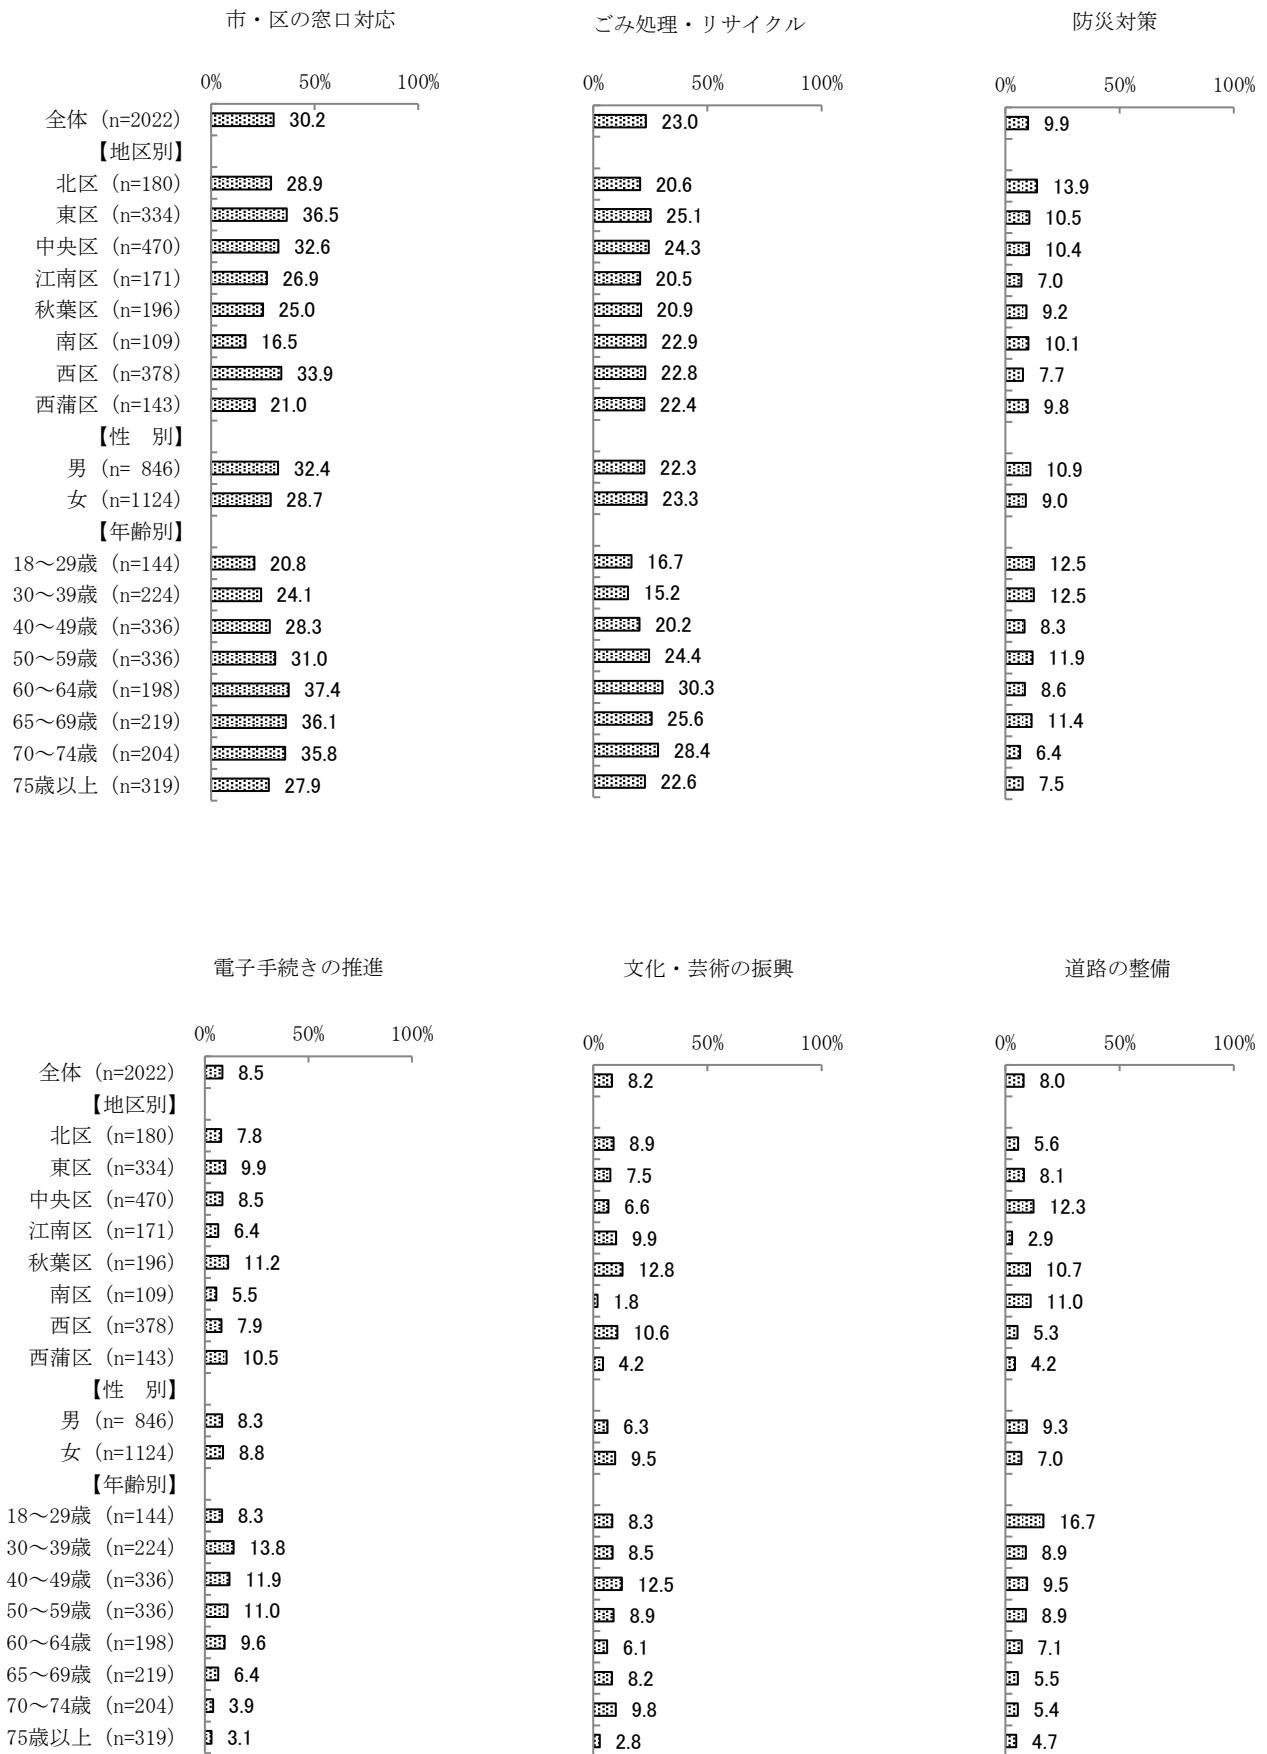 市・区の窓口対応 ごみ処理・リサイクル 防災対策
0% 50% 100% 0% 50% 100% 0% 50% 100%
全体 (n=2022) 30.2 23.0 9.9
【地区別】
北区 (n=180) 28.9 20.6 13.9
東区 (n=334) 36.5 25.1 10.5
中央区 (n=470) 32.6 24.3 10.4
江南区 (n=171) 26.9 20.5 7.0
秋葉区 (n=196) 25.0 20.9 9.2
南区 (n=109) 16.5 22.9 10.1
西区 (n=378) 33.9 22.8 7.7
西蒲区 (n=143) 21.0 22.4 9.8
【性　別】
男 (n= 846) 32.4 22.3 10.9
女 (n=1124) 28.7 23.3 9.0
【年齢別】
18～29歳 (n=144) 20.8 16.7 12.5
30～39歳 (n=224) 24.1 15.2 12.5
40～49歳 (n=336) 28.3 20.2 8.3
50～59歳 (n=336) 31.0 24.4 11.9
60～64歳 (n=198) 37.4 30.3 8.6
65～69歳 (n=219) 36.1 25.6 11.4
70～74歳 (n=204) 35.8 28.4 6.4
75歳以上 (n=319) 27.9 22.6 7.5
電子手続きの推進 文化・芸術の振興 道路の整備
0% 50% 100% 0% 50% 100% 0% 50% 100%
全体 (n=2022) 8.5 8.2 8.0
【地区別】
北区 (n=180) 7.8 8.9 5.6
東区 (n=334) 9.9 7.5 8.1
中央区 (n=470) 8.5 6.6 12.3
江南区 (n=171) 6.4 9.9 2.9
秋葉区 (n=196) 11.2 12.8 10.7
南区 (n=109) 5.5 1.8 11.0
西区 (n=378) 7.9 10.6 5.3
西蒲区 (n=143) 10.5 4.2 4.2
【性　別】
男 (n= 846) 8.3 6.3 9.3
女 (n=1124) 8.8 9.5 7.0
【年齢別】
18～29歳 (n=144) 8.3 8.3 16.7
30～39歳 (n=224) 13.8 8.5 8.9
40～49歳 (n=336) 11.9 12.5 9.5
50～59歳 (n=336) 11.0 8.9 8.9
60～64歳 (n=198) 9.6 6.1 7.1
65～69歳 (n=219) 6.4 8.2 5.5
70～74歳 (n=204) 3.9 9.8 5.4
75歳以上 (n=319) 3.1 2.8 4.7